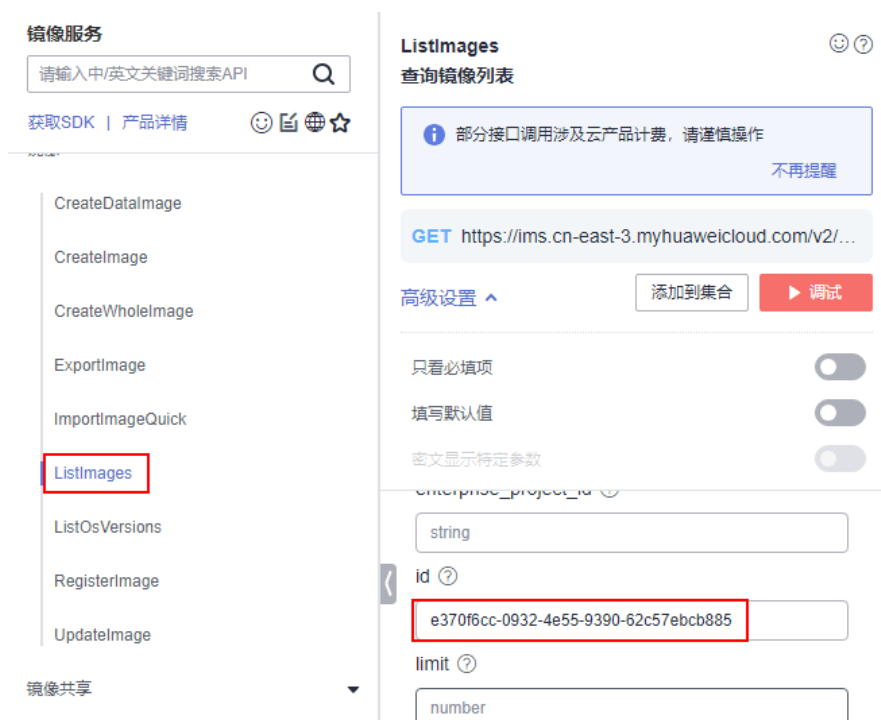 镜像服务
请输入中/英文关键词搜索API
获取SDK | 产品详情
CreateDataImage
CreateImage
CreateWholeImage
ExportImage
ImportImageQuick
ListImages
ListOsVersions
RegisterImage
UpdateImage
镜像共享
ListImages
查询镜像列表
部分接口调用涉及云产品计费，请谨慎操作
不再提醒
GET https://ims.cn-east-3.myhuaweicloud.com/v2/...
高级设置
添加到集合
调试
只看必填项
填写默认值
密文显示特定参数
enterprise_project_id
string
id
e370f6cc-0932-4e55-9390-62c57ebcb885
limit
number